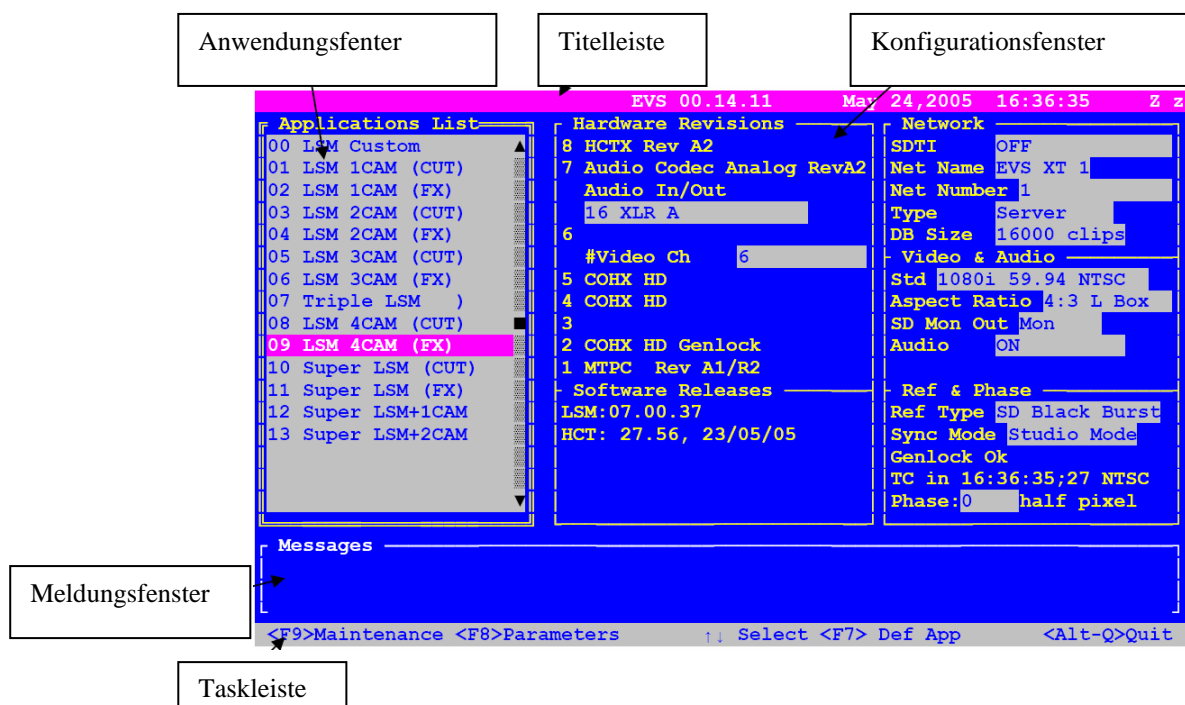 Anwendungsfenter
Titelleiste
Konfigurationsfenster
EVS 00.14.11 May 24,2005 16:36:35 Z z
Applications List
00 LSM Custom
01 LSM 1CAM (CUT)
02 LSM 1CAM (FX)
03 LSM 2CAM (CUT)
04 LSM 2CAM (FX)
05 LSM 3CAM (CUT)
06 LSM 3CAM (FX)
07 Triple LSM )
08 LSM 4CAM (CUT)
09 LSM 4CAM (FX)
10 Super LSM (CUT)
11 Super LSM (FX)
12 Super LSM+1CAM
13 Super LSM+2CAM
Hardware Revisions
8 HCTX Rev A2
7 Audio Codec Analog RevA2
Audio In/Out
16 XLR A
6
#Video Ch 6
5 COHX HD
4 COHX HD
3
2 COHX HD Genlock
1 MTPC Rev A1/R2
Software Releases
LSM:07.00.37
HCT: 27.56, 23/05/05
Network
SDTI OFF
Net Name EVS XT 1
Net Number 1
Type Server
DB Size 16000 clips
Video & Audio
Std 1080i 59.94 NTSC
Aspect Ratio 4:3 L Box
SD Mon Out Mon
Audio ON
Ref & Phase
Ref Type SD Black Burst
Sync Mode Studio Mode
Genlock Ok
TC in 16:36:35;27 NTSC
Phase:0 half pixel
Messages
Meldungsfenster
<F9>Maintenance <F8>Parameters ↑↓ Select <F7> Def App <Alt-Q>Quit
Taskleiste